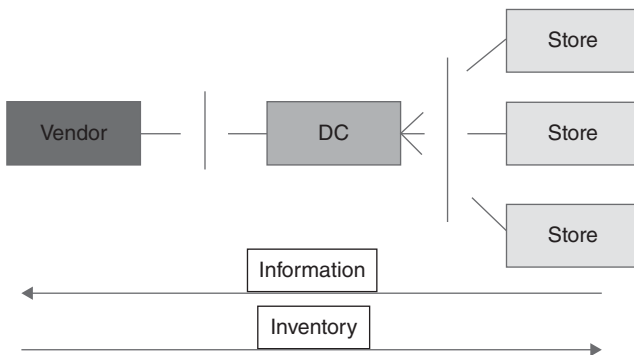 Store
Vendor
DC
Store
Store
Information
Inventory